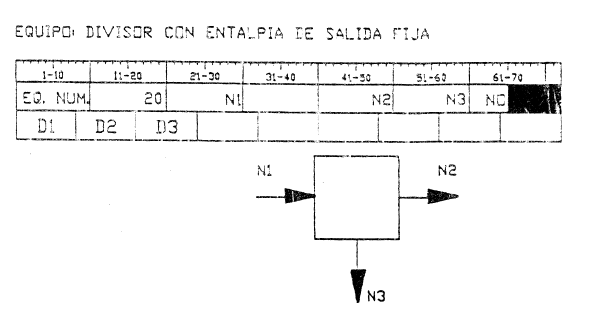 EQUIPO: DIVISOR CON ENTALPIA DE SALIDA FIJA
1-10 11-20 21-30 31-40 41-50 51-60 61-70
EQ. NUM. 20 N1 N2 N3 NC
D1 D2 D3
N1 N2
N3